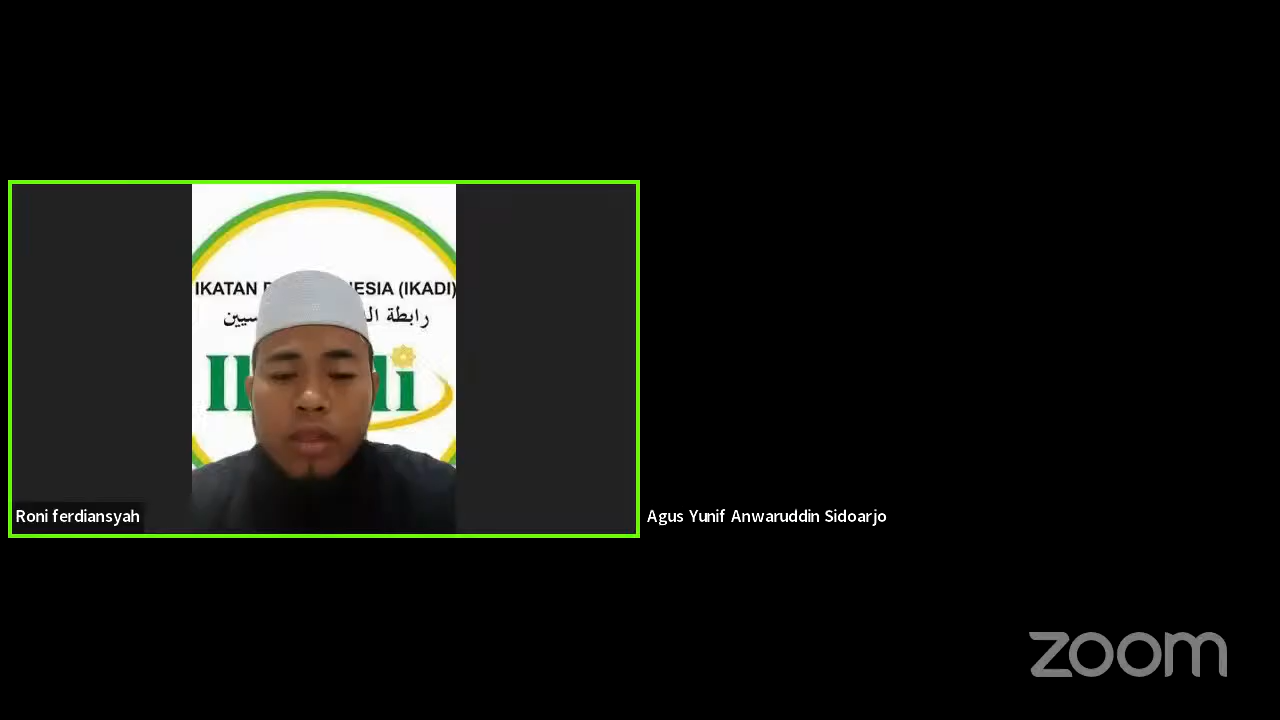 IKATAN ESIA (IKADI)
رابطة سيين
Roni ferdiansyah
Agus Yunif Anwaruddin Sidoarjo
zoom